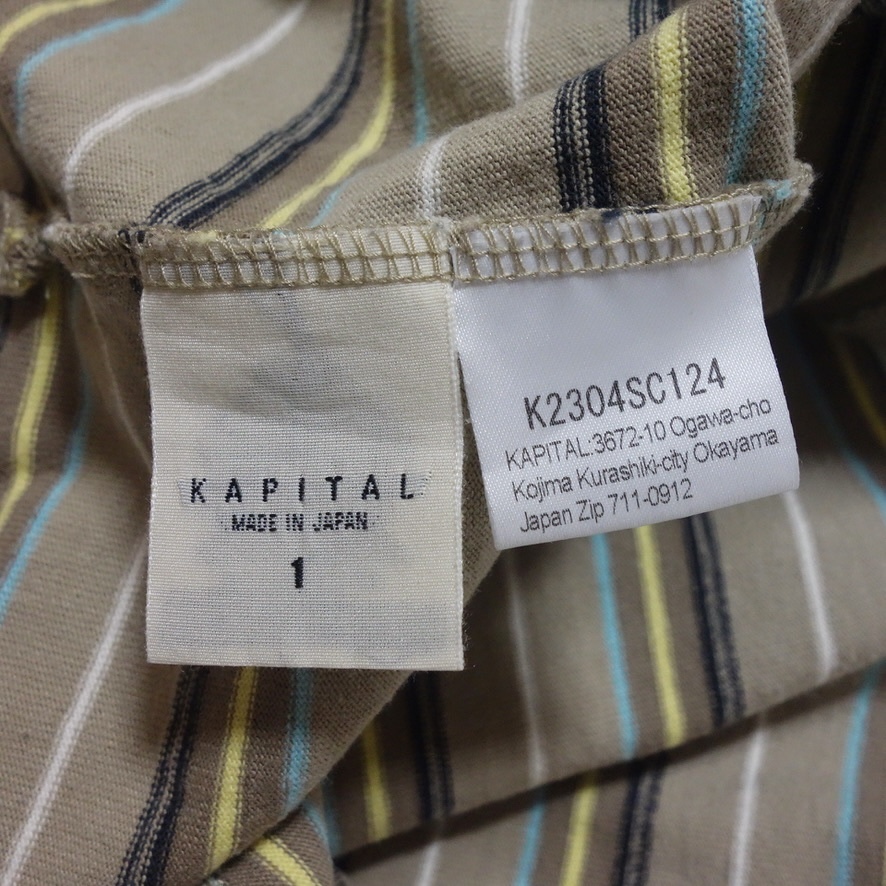 KAPITAL
MADE IN JAPAN
1
K2304SC124
KAPITAL:3672-10 Ogawa-cho
Kojima Kurashiki-city Okayama
Japan Zip 711-0912